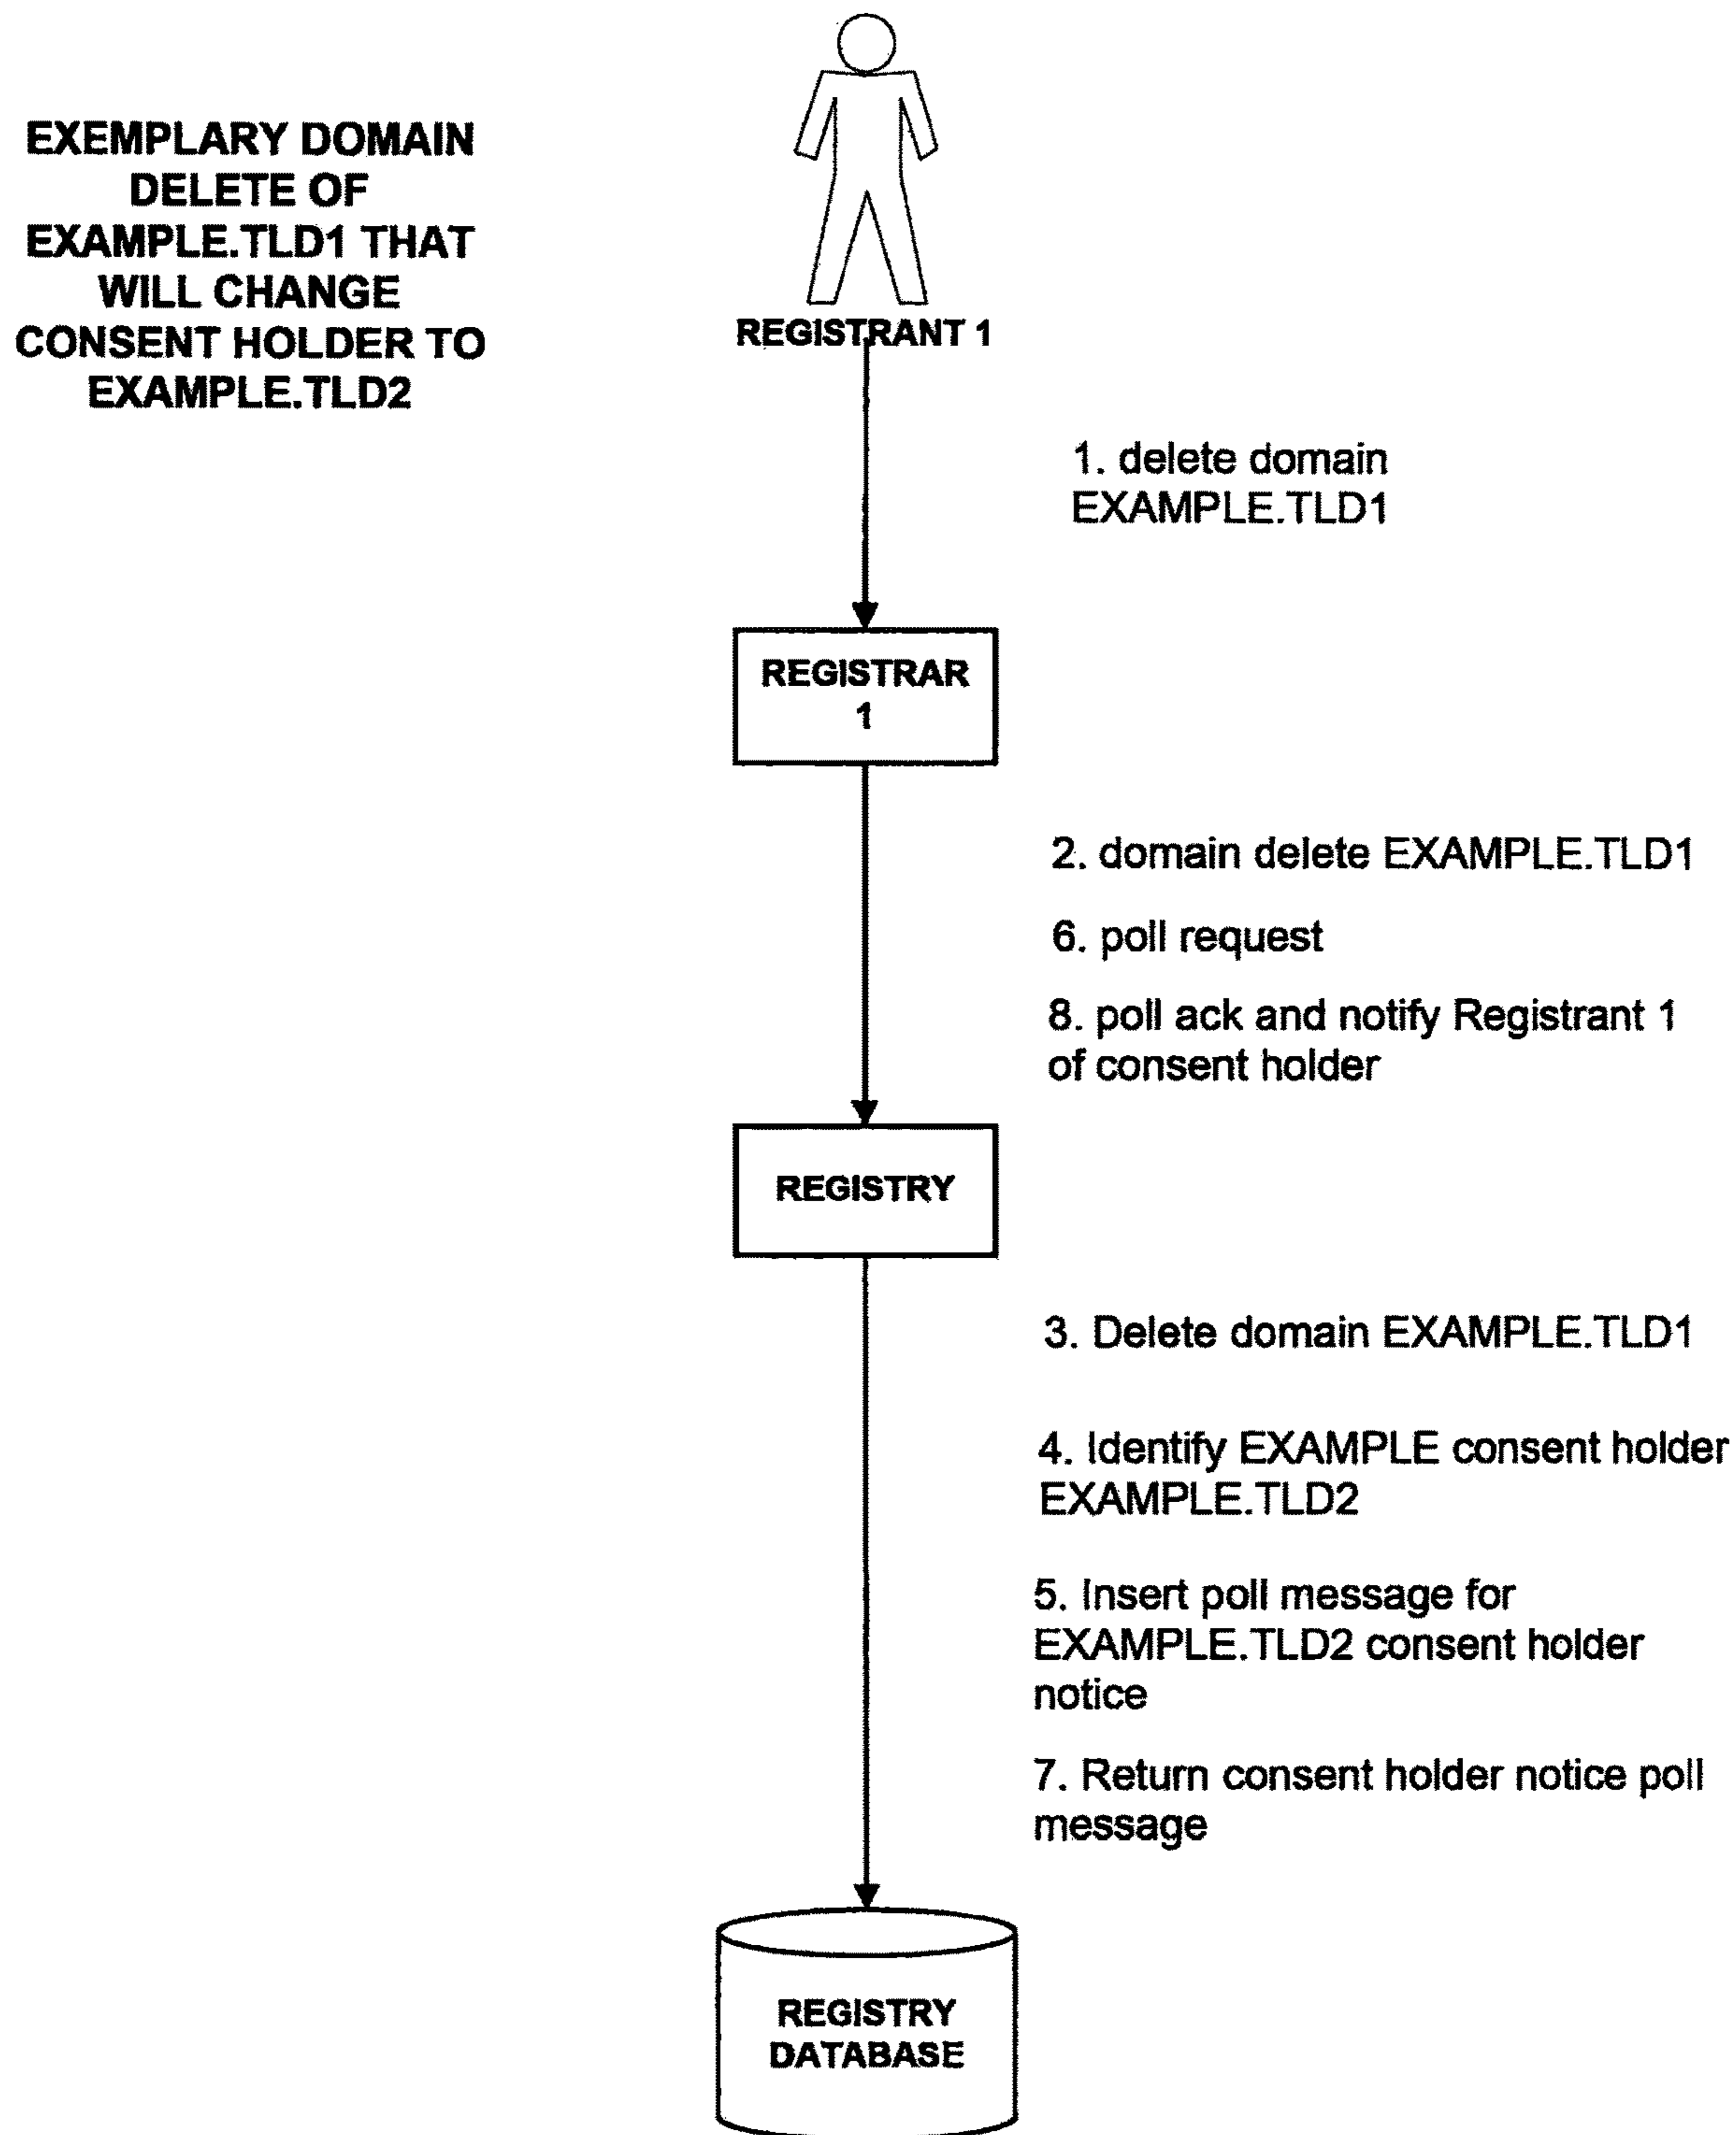 EXEMPLARY DOMAIN
DELETE OF
EXAMPLE.TLD1 THAT
WILL CHANGE
CONSENT HOLDER TO
EXAMPLE.TLD2
REGISTRANT 1
1. delete domain
EXAMPLE.TLD1
REGISTRAR
1
2. domain delete EXAMPLE.TLD1
6. poll request
8. poll ack and notify Registrant 1
of consent holder
REGISTRY
3. Delete domain EXAMPLE.TLD1
4. Identify EXAMPLE consent holder
EXAMPLE.TLD2
5. Insert poll message for
EXAMPLE.TLD2 consent holder
notice
7. Return consent holder notice poll
message
REGISTRY
DATABASE